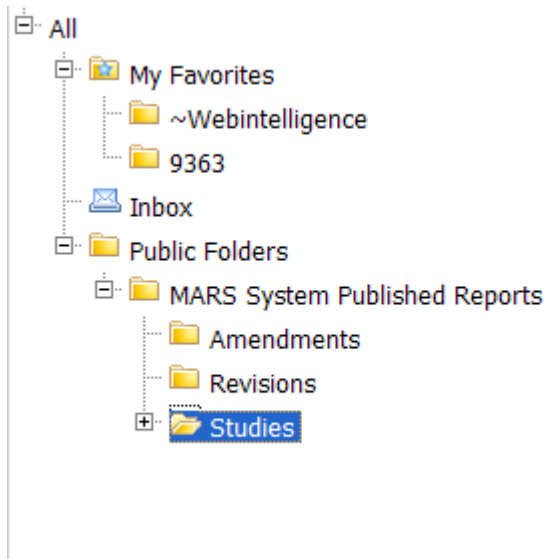 All
My Favorites
~Webintelligence
9363
Inbox
Public Folders
MARS System Published Reports
Amendments
Revisions
Studies